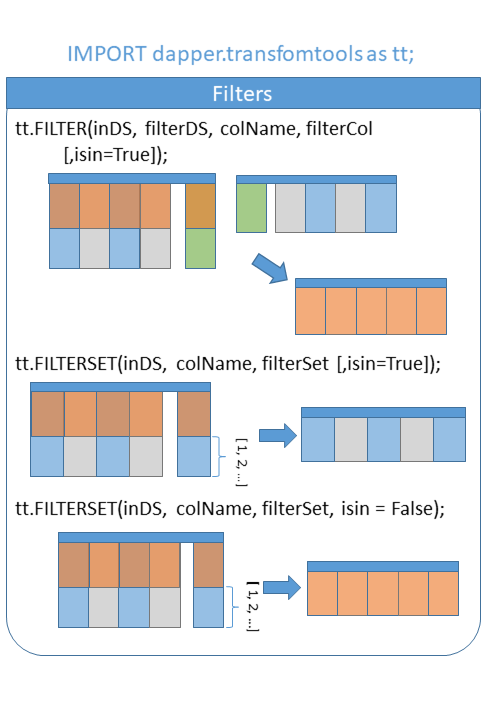 IMPORT dapper.transfomtools as tt;
Filters
tt.FILTER(inDS, filterDS, colName, filterCol
[,isin=True]);
tt.FILTERSET(inDS, colName, filterSet [,isin=True]);
[ 1, 2, ...]
tt.FILTERSET(inDS, colName, filterSet, isin = False);
[ 1, 2, ...]